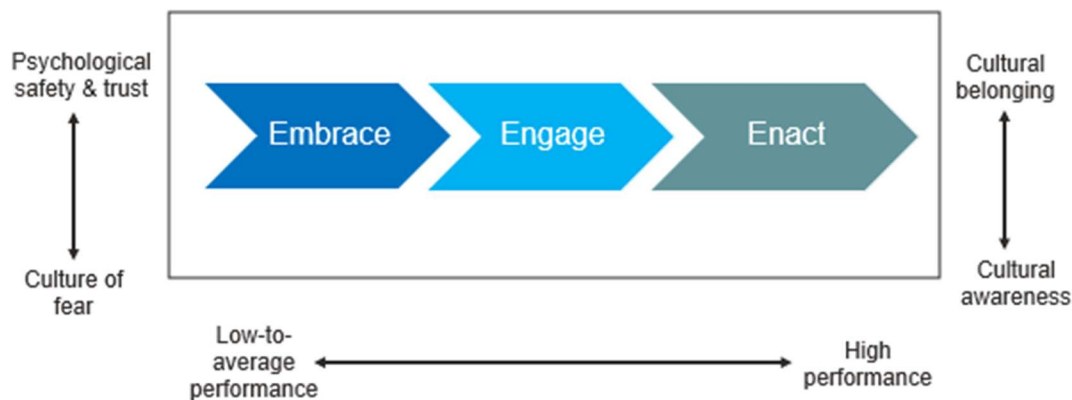 Psychological
safety & trust
Culture of
fear
Embrace
Engage
Enact
Cultural
belonging
Cultural
awareness
Low-to-
average
performance
High
performance